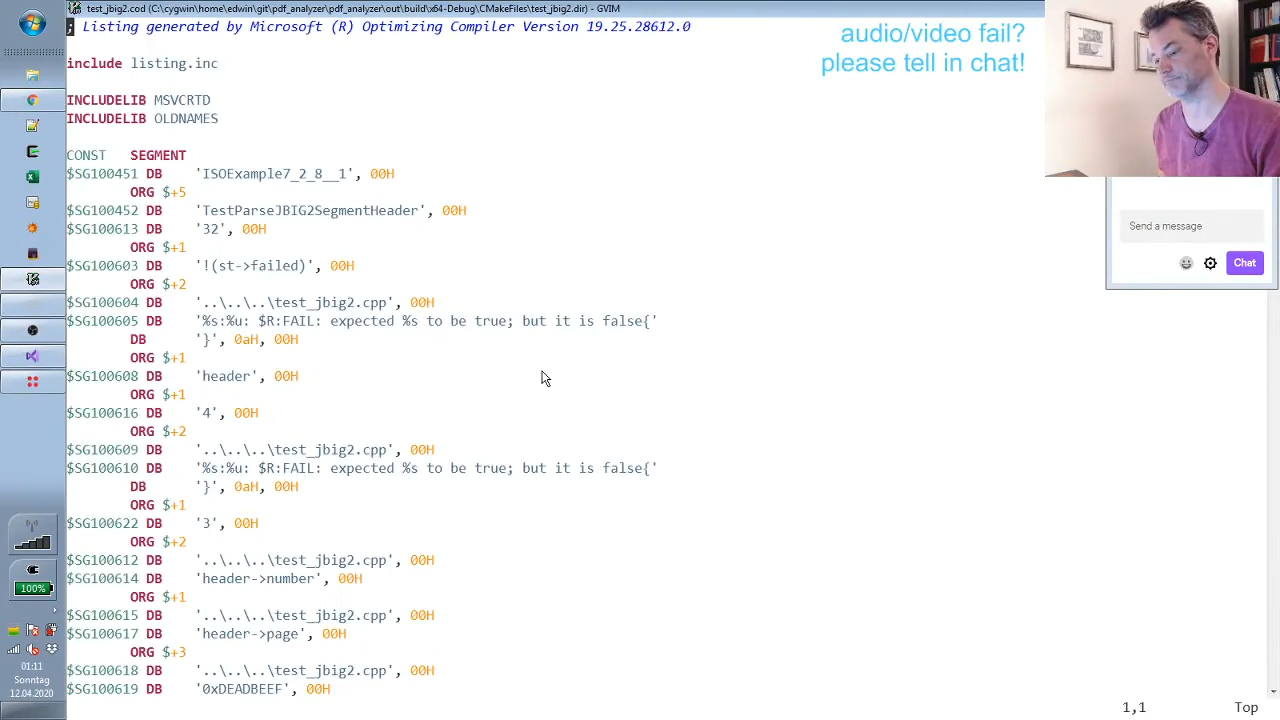 test_jbig2.cod (C:\cygwin\home\edwin\git\pdf_analyzer\pdf_analyzer\out\build\x64-Debug\CMakeFiles\test_jbig2.dir) - GVIM
; Listing generated by Microsoft (R) Optimizing Compiler Version 19.25.28612.0
audio/video fail?
please tell in chat!
include listing.inc
INCLUDELIB MSVCRTD
INCLUDELIB OLDNAMES
CONST SEGMENT
$SG100451 DB 'ISOExample7_2_8__1', 00H
ORG $+5
$SG100452 DB 'TestParseJBIG2SegmentHeader', 00H
$SG100613 DB '32', 00H
ORG $+1
$SG100603 DB '!(st->failed)', 00H
ORG $+2
$SG100604 DB '..\..\..\test_jbig2.cpp', 00H
$SG100605 DB '%s:%u: $R:FAIL: expected %s to be true; but it is false{'
DB '}', 0aH, 00H
ORG $+1
$SG100608 DB 'header', 00H
ORG $+1
$SG100616 DB '4', 00H
ORG $+2
$SG100609 DB '..\..\..\test_jbig2.cpp', 00H
$SG100610 DB '%s:%u: $R:FAIL: expected %s to be true; but it is false{'
DB '}', 0aH, 00H
ORG $+1
$SG100622 DB '3', 00H
ORG $+2
$SG100612 DB '..\..\..\test_jbig2.cpp', 00H
$SG100614 DB 'header->number', 00H
ORG $+1
$SG100615 DB '..\..\..\test_jbig2.cpp', 00H
$SG100617 DB 'header->page', 00H
ORG $+3
$SG100618 DB '..\..\..\test_jbig2.cpp', 00H
$SG100619 DB '0xDEADBEEF', 00H
1,1 Top
Send a message
Chat
100%
01:11
Sonntag
12.04.2020